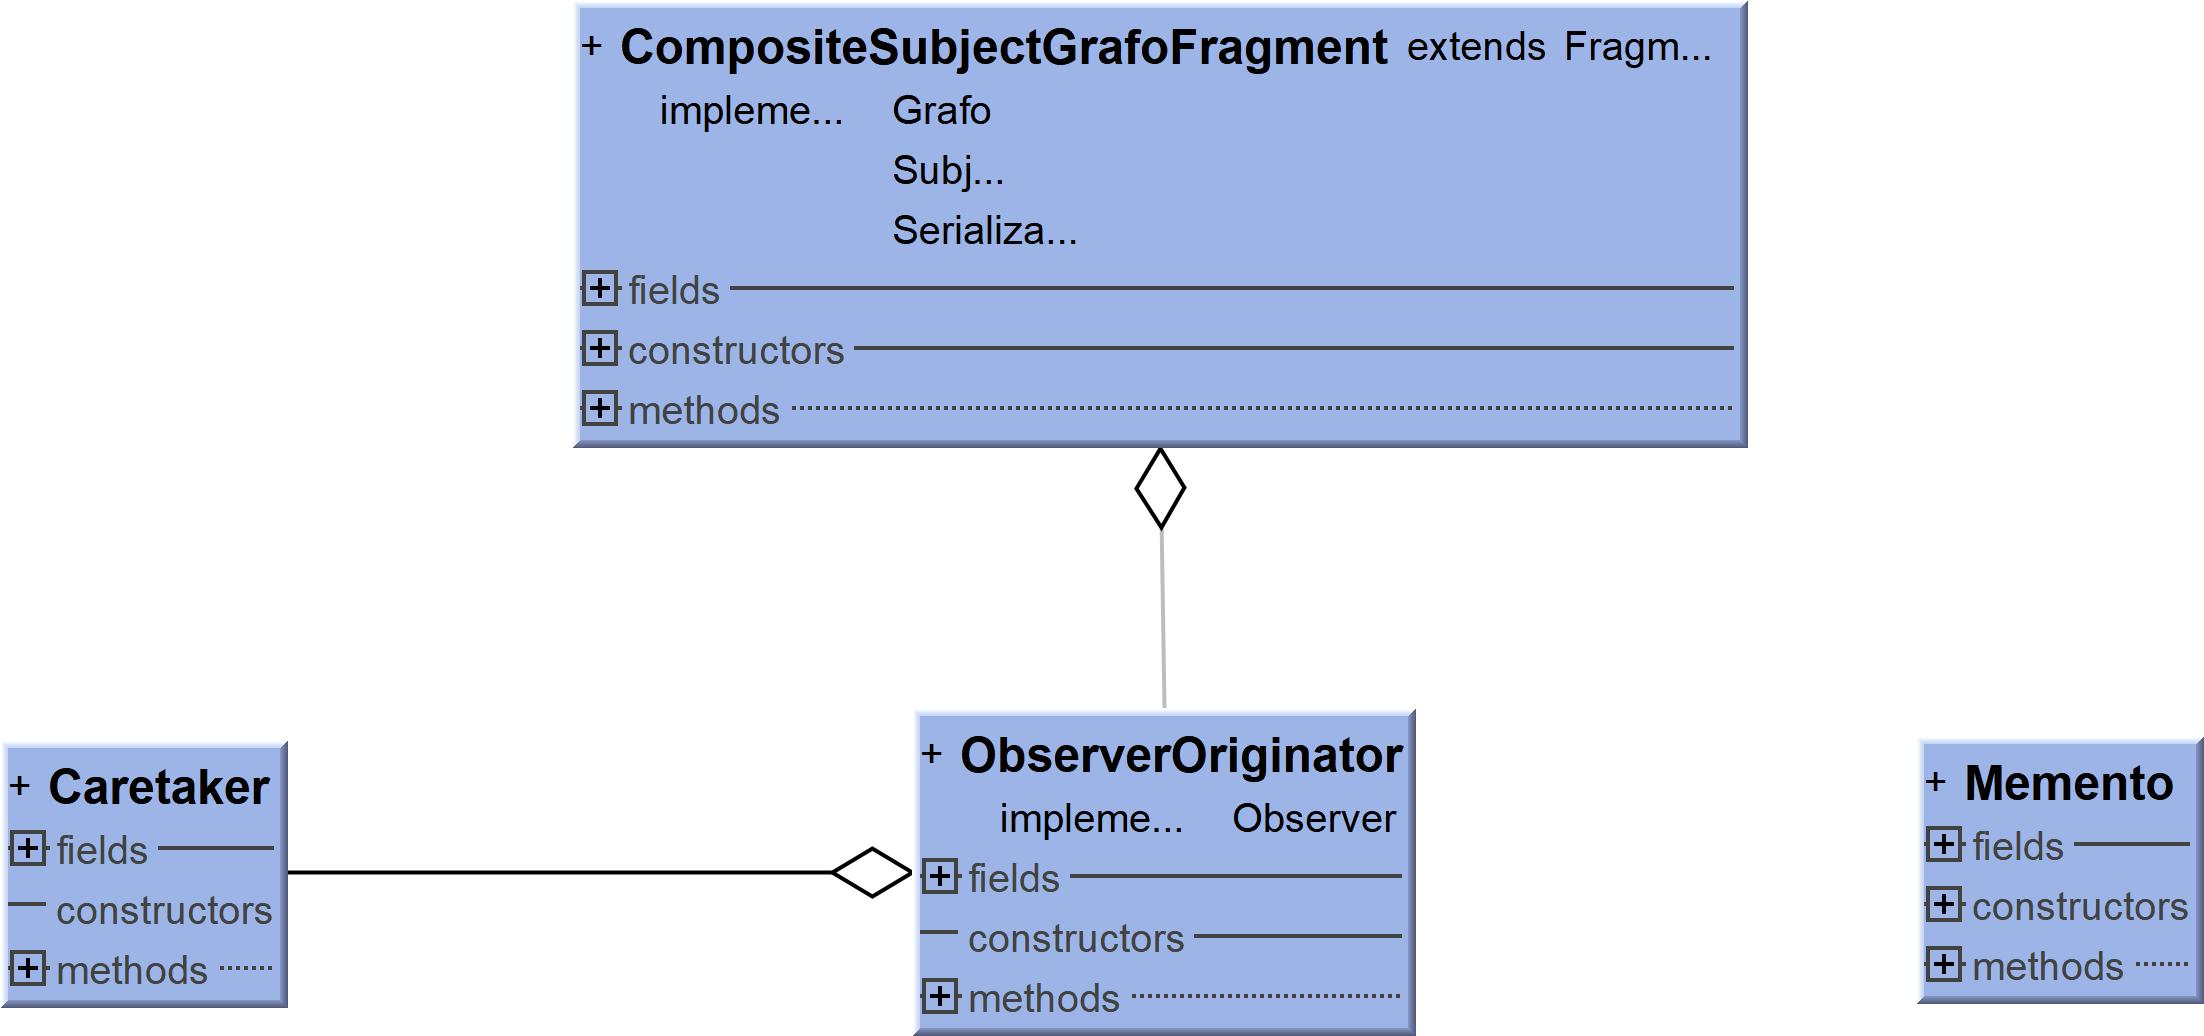 + CompositeSubjectGrafoFragment extends Fragm...
impleme... Grafo
Subj...
Serializa...
+ fields
+ constructors
+ methods
+ Caretaker
+ fields
constructors
+ methods
+ ObserverOriginator
impleme... Observer
+ fields
constructors
+ methods
+ Memento
+ fields
+ constructors
+ methods